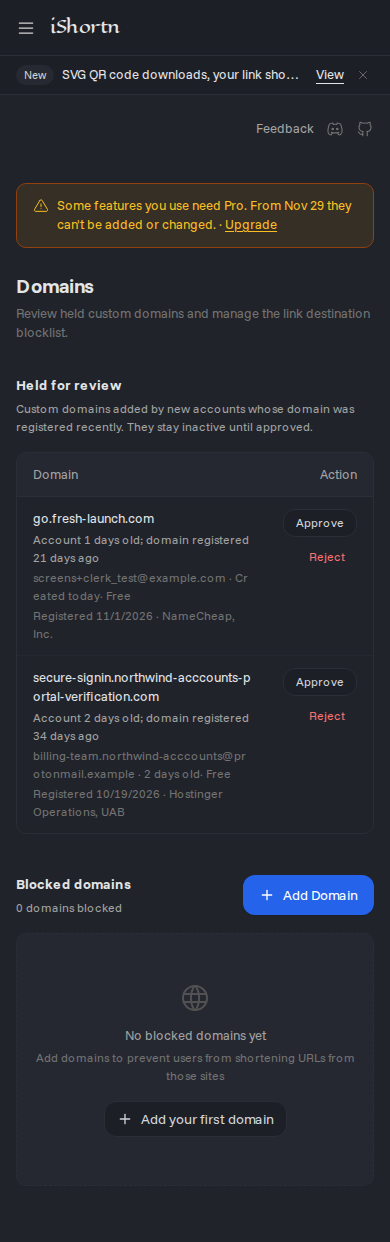 iShortn
New SVG QR code downloads, your link sho... View
Feedback
Some features you use need Pro. From Nov 29 they
can't be added or changed. · Upgrade
Domains
Review held custom domains and manage the link destination
blocklist.
Held for review
Custom domains added by new accounts whose domain was
registered recently. They stay inactive until approved.
Domain Action
go.fresh-launch.com Approve
Account 1 days old; domain registered
21 days ago
Reject
screens+clerk_test@example.com · Cr
eated today· Free
Registered 11/1/2026 · NameCheap,
Inc.
secure-signin.northwind-acccounts-p
ortal-verification.com
Approve
Account 2 days old; domain registered
34 days ago
Reject
billing-team.northwind-acccounts@pr
otonmail.example · 2 days old· Free
Registered 10/19/2026 · Hostinger
Operations, UAB
Blocked domains
0 domains blocked
Add Domain
No blocked domains yet
Add domains to prevent users from shortening URLs from
those sites
Add your first domain